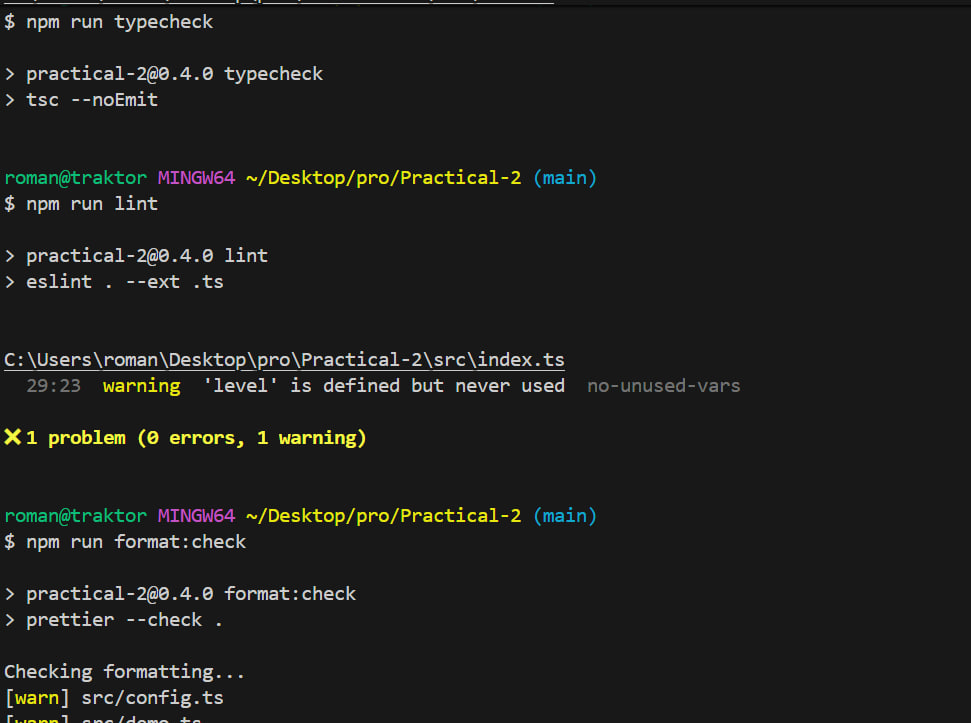 $ npm run typecheck
> practical-2@0.4.0 typecheck
> tsc --noEmit
roman@traktor MINGW64 ~/Desktop/pro/Practical-2 (main)
$ npm run lint
> practical-2@0.4.0 lint
> eslint . --ext .ts
C:\Users\roman\Desktop\pro\Practical-2\src\index.ts
29:23 warning 'level' is defined but never used no-unused-vars
❌1 problem (0 errors, 1 warning)
roman@traktor MINGW64 ~/Desktop/pro/Practical-2 (main)
$ npm run format:check
> practical-2@0.4.0 format:check
> prettier --check .
Checking formatting...
[warn] src/config.ts
[warn] src/demo.ts